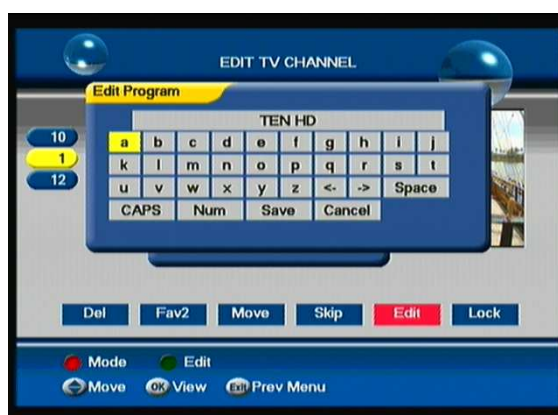 EDIT TV CHANNEL
Edit Program
TEN HD
10
1
12
a b c d e f g h i j
k l m n o p q r s t
u v w x y z <- -> Space
CAPS Num Save Cancel
Del Fav2 Move Skip Edit Lock
Mode Edit
Move OK View Exit Prev Menu